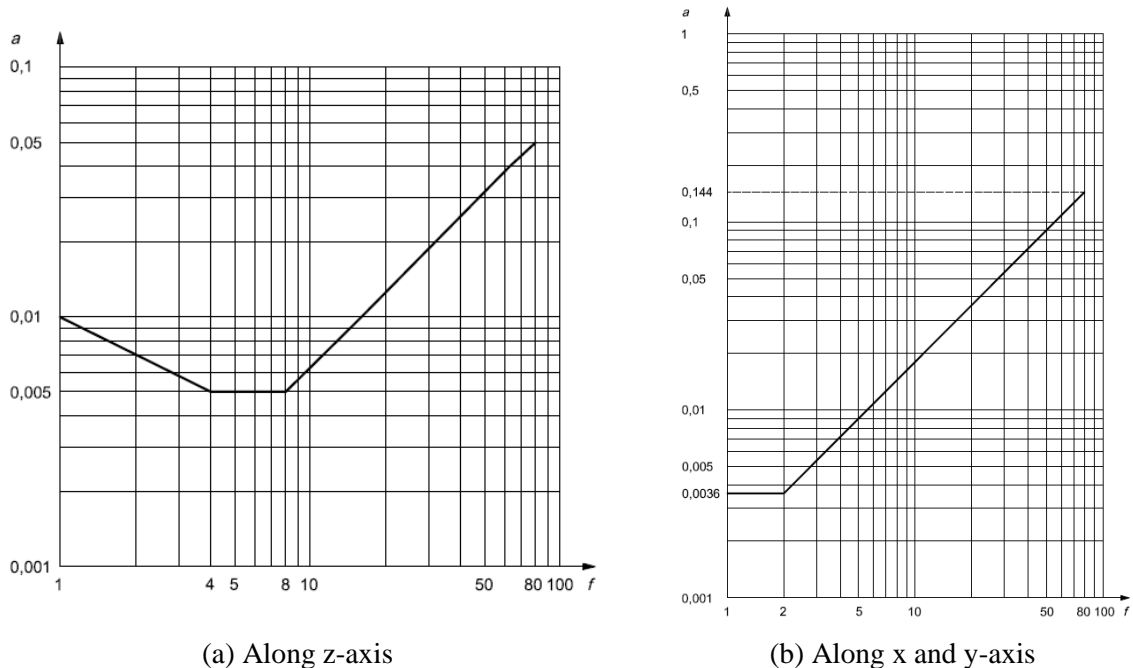 a
0,1
0,05
0,01
0,005
0,001
1 4 5 8 10 50 80 100 f
(a) Along z-axis
a
1
0,5
0,144
0,1
0,05
0,01
0,005
0,0036
0,001
1 2 5 10 50 80 100 f
(b) Along x and y-axis